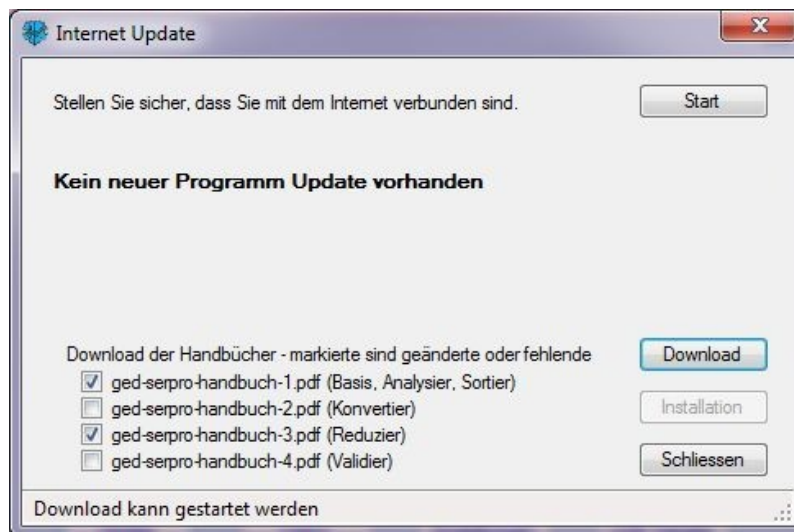 Internet Update
Stellen Sie sicher, dass Sie mit dem Internet verbunden sind.
Start
Kein neuer Programm Update vorhanden
Download der Handbücher - markierte sind geänderte oder fehlende
Download
ged-serpro-handbuch-1.pdf (Basis, Analysier, Sortier)
ged-serpro-handbuch-2.pdf (Konvertier)
Installation
ged-serpro-handbuch-3.pdf (Reduzier)
ged-serpro-handbuch-4.pdf (Validier)
Schliessen
Download kann gestartet werden